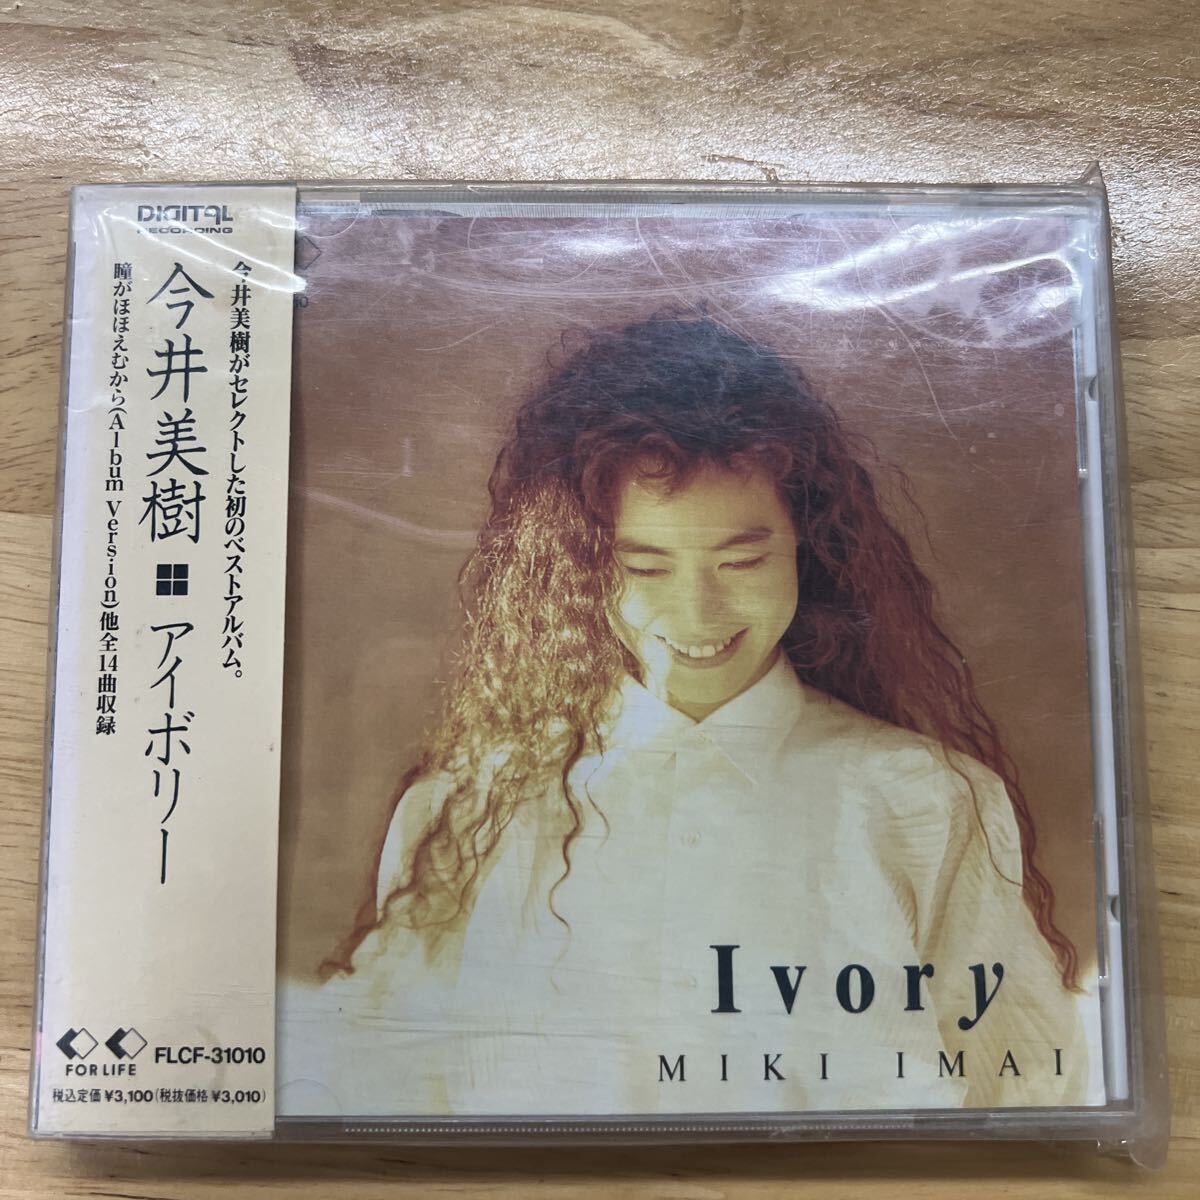 DIGITAL
RECORDING
今井美樹がセレクトした初のベストアルバム。
今井美樹 アイボリー
瞳がほほえむから(Album Version)他全14曲収録
FOR LIFE
FLCF-31010
税込定価¥3,100(税抜価格¥3,010)
Ivory
MIKI IMAI